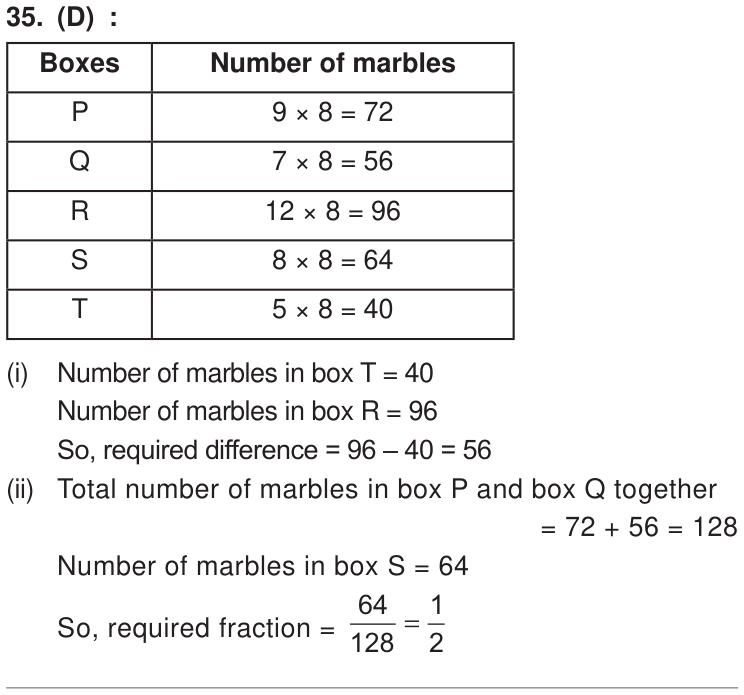 35. (D) :
Boxes Number of marbles
P 9 × 8 = 72
Q 7 × 8 = 56
R 12 × 8 = 96
S 8 × 8 = 64
T 5 × 8 = 40
(i) Number of marbles in box T = 40
Number of marbles in box R = 96
So, required difference = 96 – 40 = 56
(ii) Total number of marbles in box P and box Q together
= 72 + 56 = 128
Number of marbles in box S = 64
So, required fraction = 64/128 = 1/2